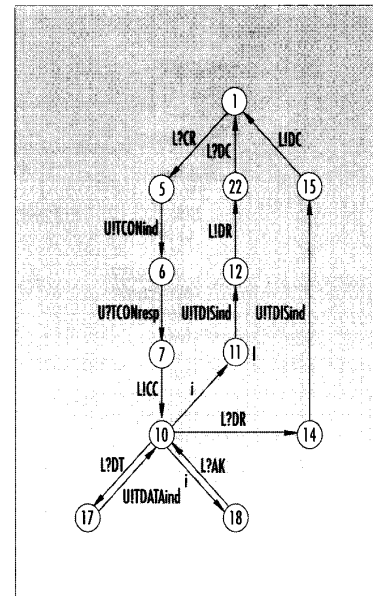 1
L?CR
L?DC
L!DC
5
22
15
U!TCONind
L!DR
6
12
U?TCONresp
U!TDISind
U!TDISind
7
11
I
L!CC
i
10
L?DR
14
L?DT
L?AK
U!TDATAind
i
17
18